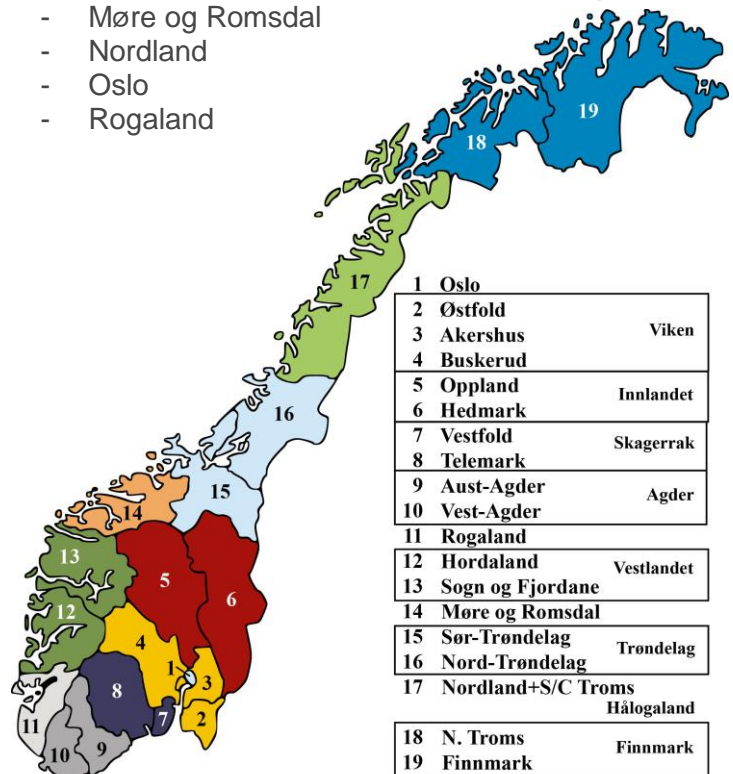 - Møre og Romsdal
- Nordland
- Oslo
- Rogaland
19
18
17
16
15
14
13
5
6
12
4
1
3
8
7
2
11
10
9
1 Oslo
2 Østfold
3 Akershus Viken
4 Buskerud
5 Oppland Innlandet
6 Hedmark
7 Vestfold Skagerrak
8 Telemark
9 Aust-Agder Agder
10 Vest-Agder
11 Rogaland
12 Hordaland Vestlandet
13 Sogn og Fjordane
14 Møre og Romsdal
15 Sør-Trøndelag Trøndelag
16 Nord-Trøndelag
17 Nordland+S/C Troms
Hålogaland
18 N. Troms Finnmark
19 Finnmark